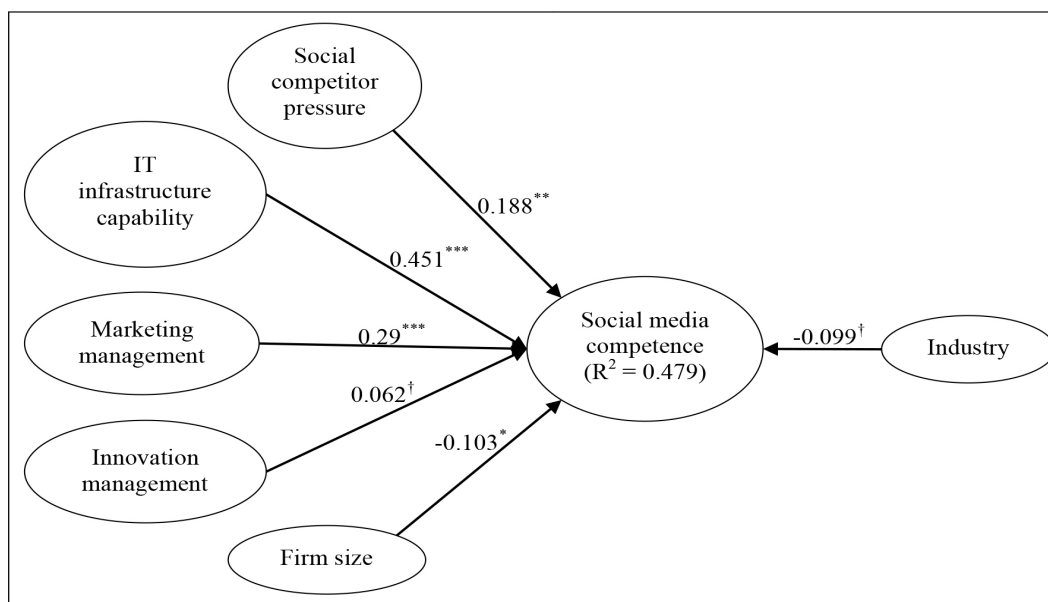 Social
competitor
pressure
IT
infrastructure
capability
0.188**
0.451***
Marketing
management
0.29***
Social media
competence
(R² = 0.479)
-0.099†
Industry
0.062†
Innovation
management
-0.103*
Firm size